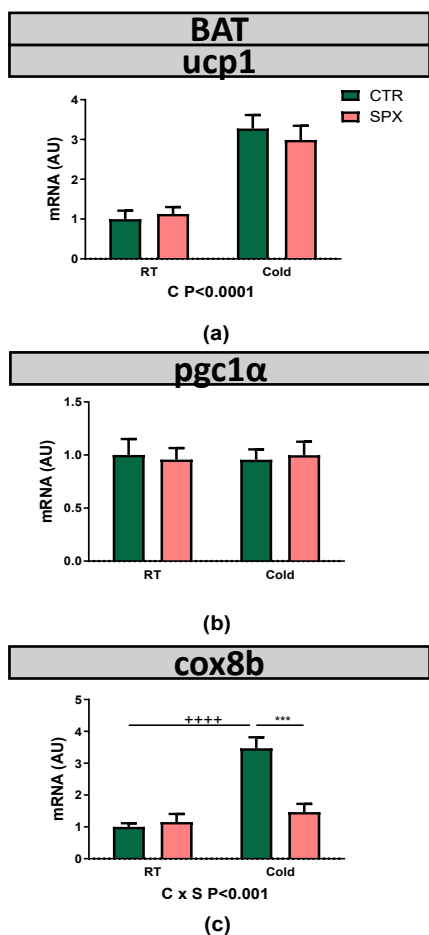 BAT
ucp1
CTR
SPX
mRNA (AU)
4
3
2
1
0
RT Cold
C P<0.0001
(a)
pgc1α
mRNA (AU)
1.5
1.0
0.5
0.0
RT Cold
(b)
cox8b
mRNA (AU)
5
4
3
2
1
0
++++ ***
RT Cold
C x S P<0.001
(c)